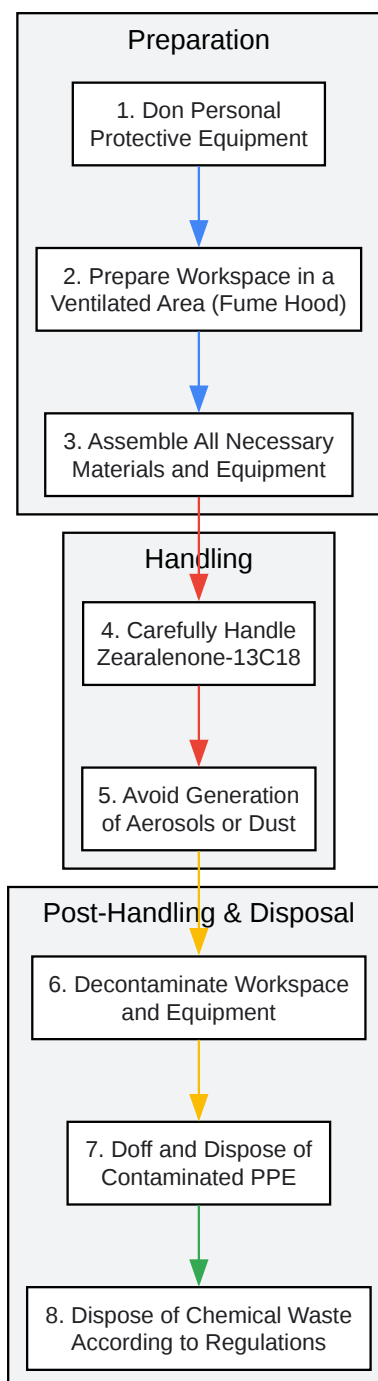 Preparation
1. Don Personal
Protective Equipment
2. Prepare Workspace in a
Ventilated Area (Fume Hood)
3. Assemble All Necessary
Materials and Equipment
Handling
4. Carefully Handle
Zearalenone-13C18
5. Avoid Generation
of Aerosols or Dust
Post-Handling & Disposal
6. Decontaminate Workspace
and Equipment
7. Doff and Dispose of
Contaminated PPE
8. Dispose of Chemical Waste
According to Regulations